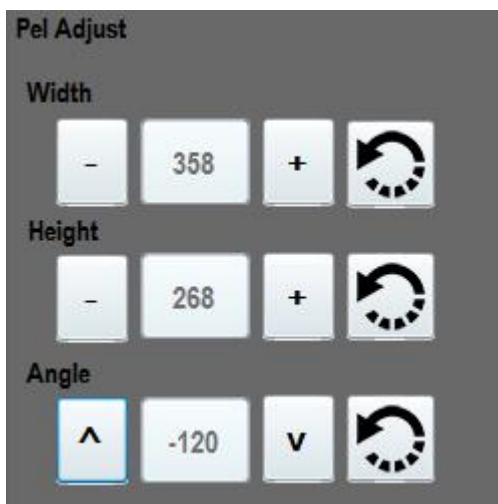 Pel Adjust
Width
- 358 +
Height
- 268 +
Angle
^ -120 v